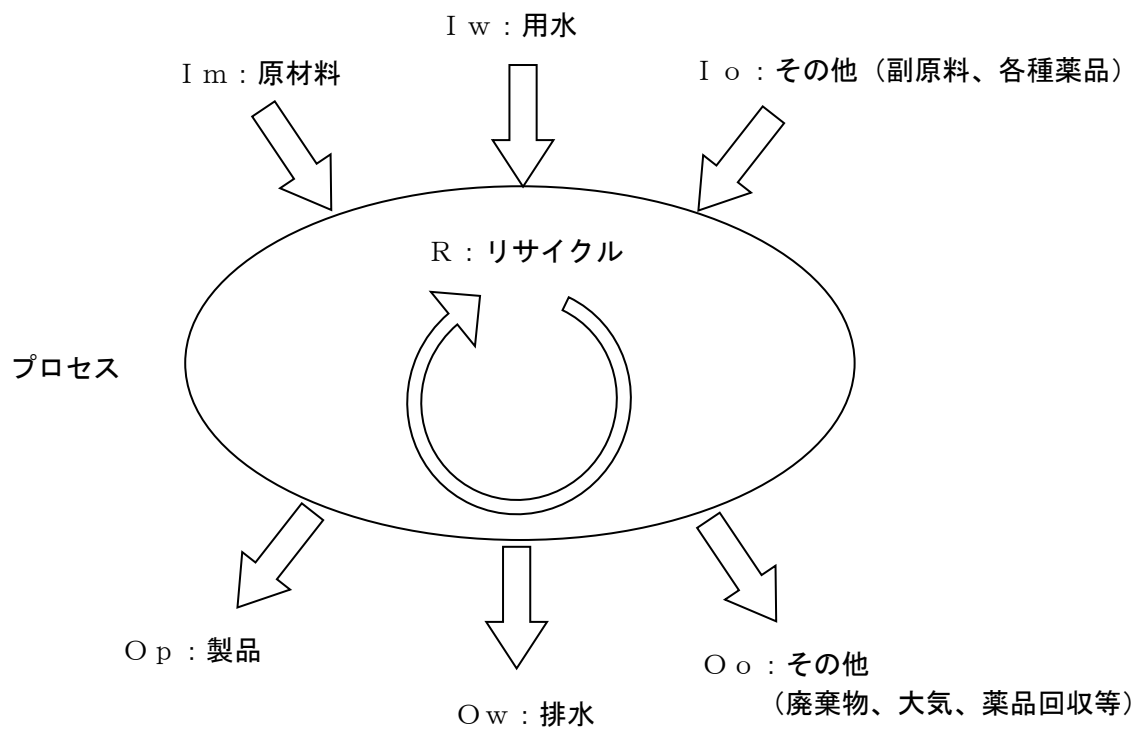 Ｉｗ：用水
Ｉｍ：原材料
Ｉｏ：その他（副原料、各種薬品）
Ｒ：リサイクル
プロセス
Ｏｐ：製品
Ｏｏ：その他
（廃棄物、大気、薬品回収等）
Ｏｗ：排水